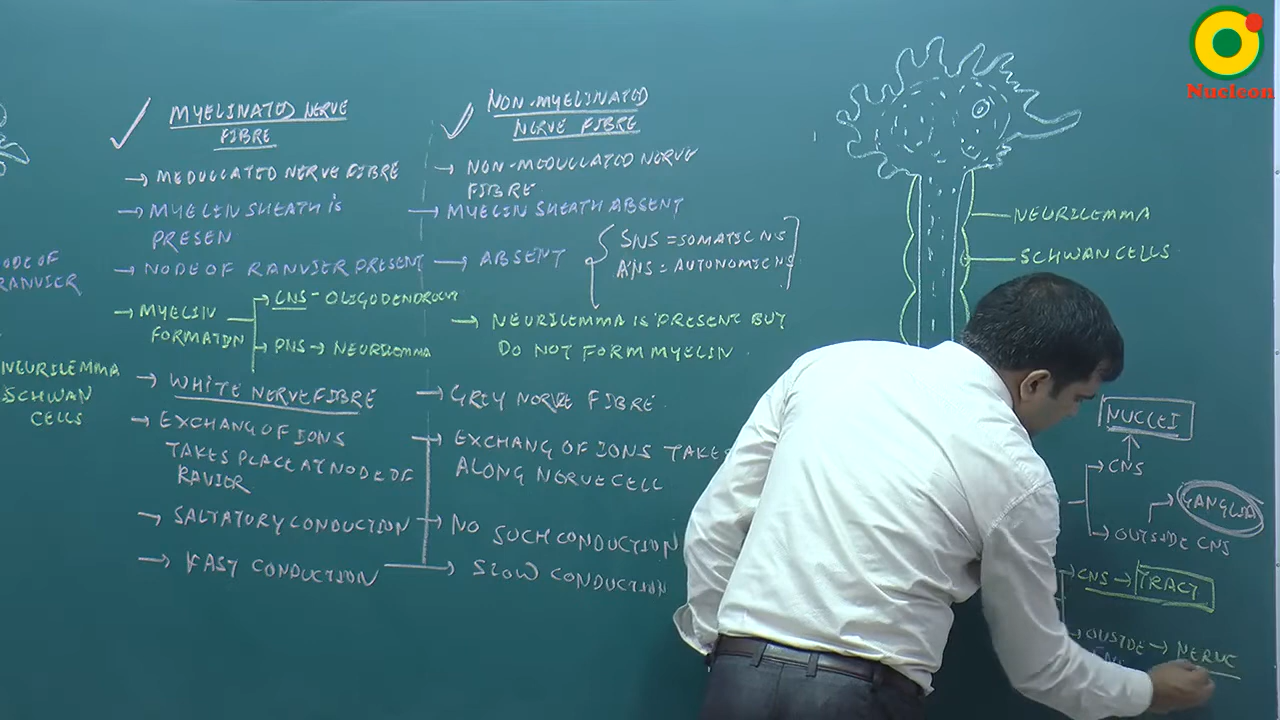 Nucleon
ODE OF
RANVIER
NEURILEMMA
SCHWAN
CELLS
MYELINATED NERVE
FIBRE
→ MEDULLATED NERVE FIBRE
→ MYELIN SHEATH is
PRESEN
→ NODE OF RANVIER PRESENT
→ MYELIN
FORMATION
→ CNS - OLIGODENDROCYT
→ PNS → NEURILEMMA
→ WHITE NERVE FIBRE
→ EXCHANG OF IONS
TAKES PLACE AT NODE OF
RAVIER
→ SALTATORY CONDUCTION
→ FAST CONDUCTION
NON-MYELINATED
NERVE FIBRE
→ NON-MEDULLATED NERVE
FIBRE
→ MYELIN SHEATH ABSENT
→ ABSENT
SNS = SOMATIC NS
ANS = AUTONOMIC NS
→ NEURILEMMA IS PRESENT BUT
DO NOT FORM MYELIN
→ GREY NERVE FIBRE
→ EXCHANG OF IONS TAKE
ALONG NERVE CELL
→ NO SUCH CONDUCTION
→ SLOW CONDUCTION
NEURILEMMA
SCHWAN CELLS
NUCLEI
→ CNS
→ GANGLIA
→ OUTSIDE CNS
→ CNS → TRACT
→ OUSIDE → NERVE
CNS